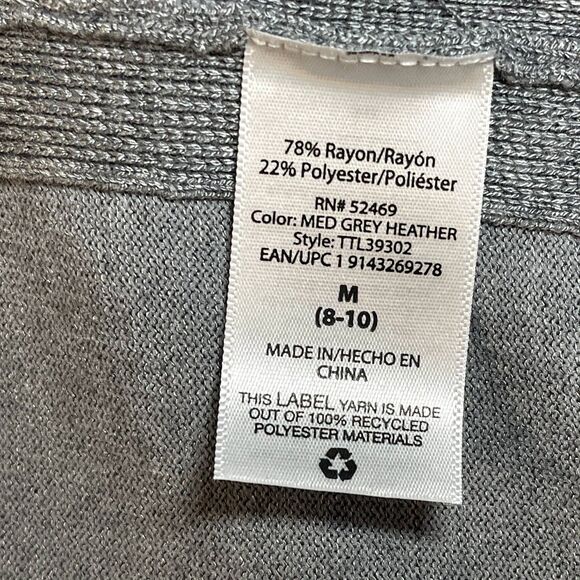 78% Rayon/Rayón
22% Polyester/Poliéster
RN# 52469
Color: MED GREY HEATHER
Style: TTL39302
EAN/UPC 1 9143269278
M
(8-10)
MADE IN/HECHO EN
CHINA
THIS LABEL YARN IS MADE
OUT OF 100% RECYCLED
POLYESTER MATERIALS